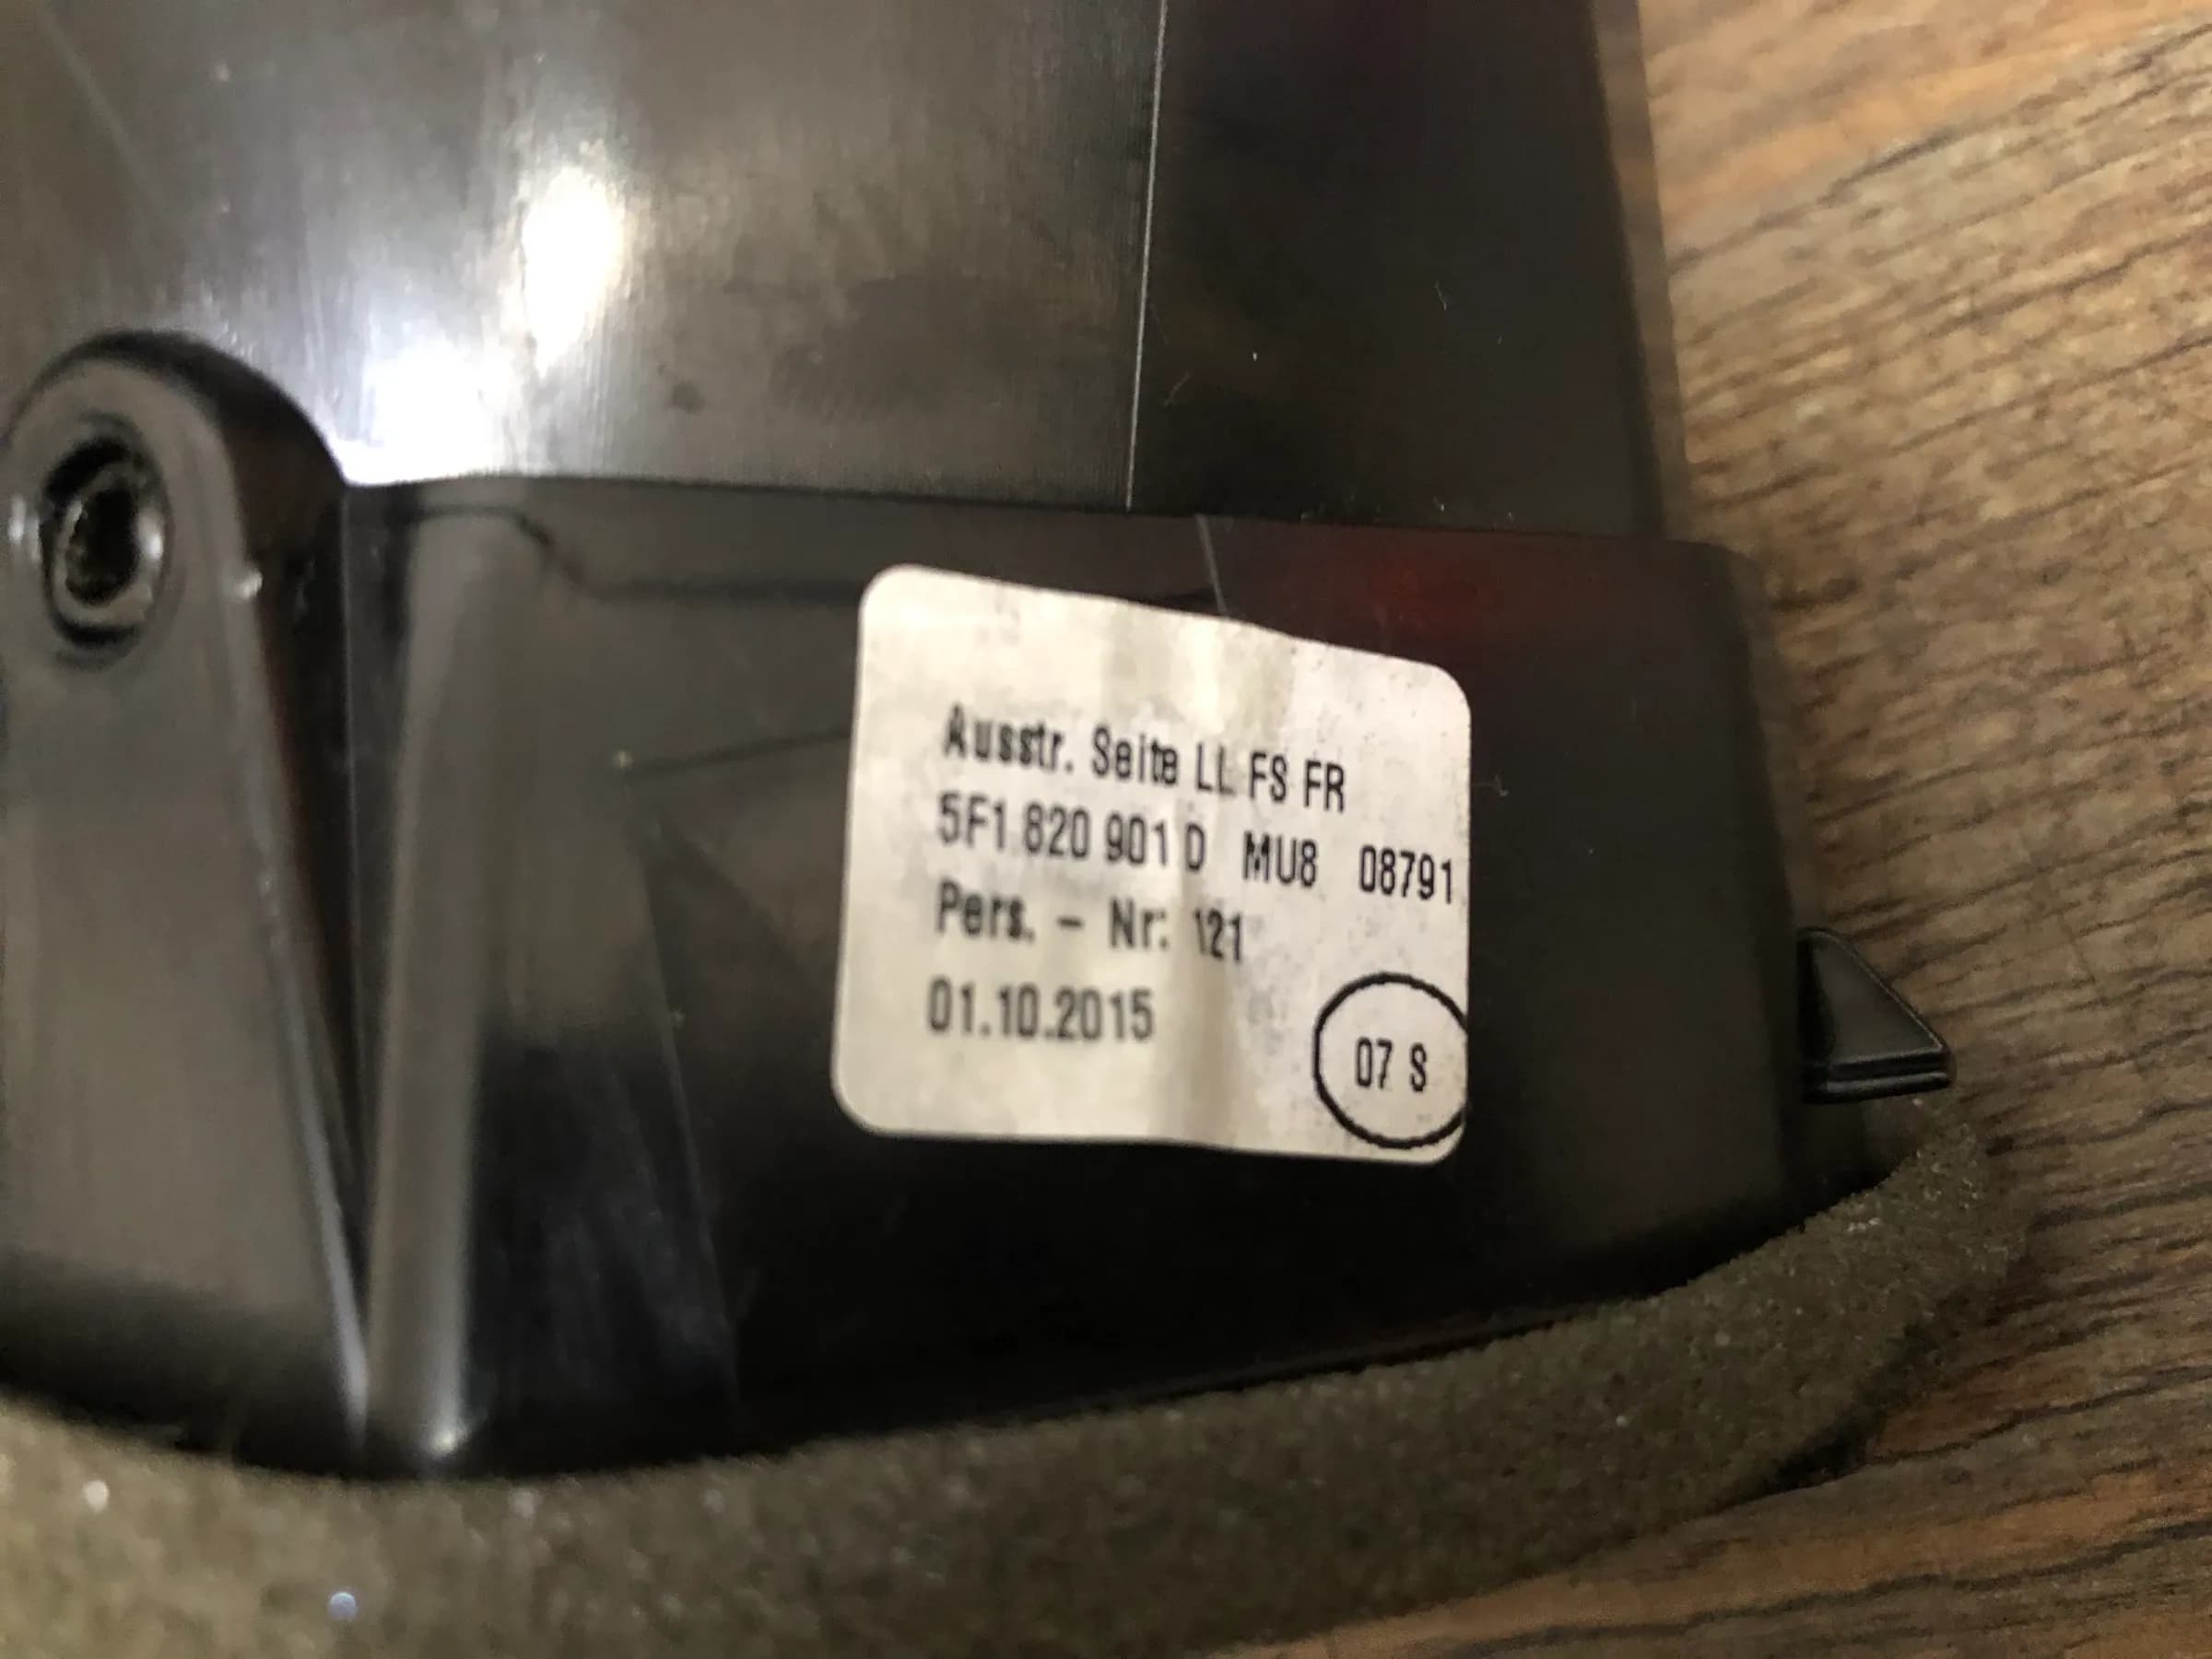 Ausstr. Seite LL FS FR
5F1 820 901 D MU8 08791
Pers. – Nr: 121
01.10.2015
07 S